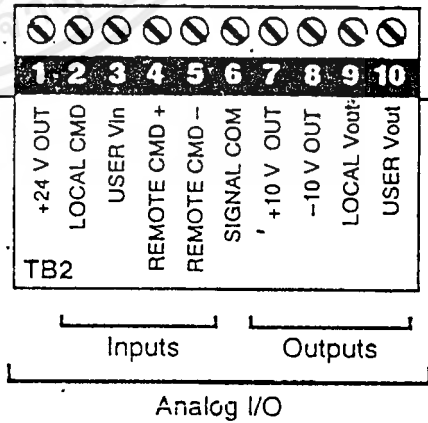 1 2 3 4 5 6 7 8 9 10
+24 V OUT
LOCAL CMD
USER Vin
REMOTE CMD +
REMOTE CMD –
SIGNAL COM
+10 V OUT
–10 V OUT
LOCAL Vout
USER Vout
TB2
Inputs Outputs
Analog I/O